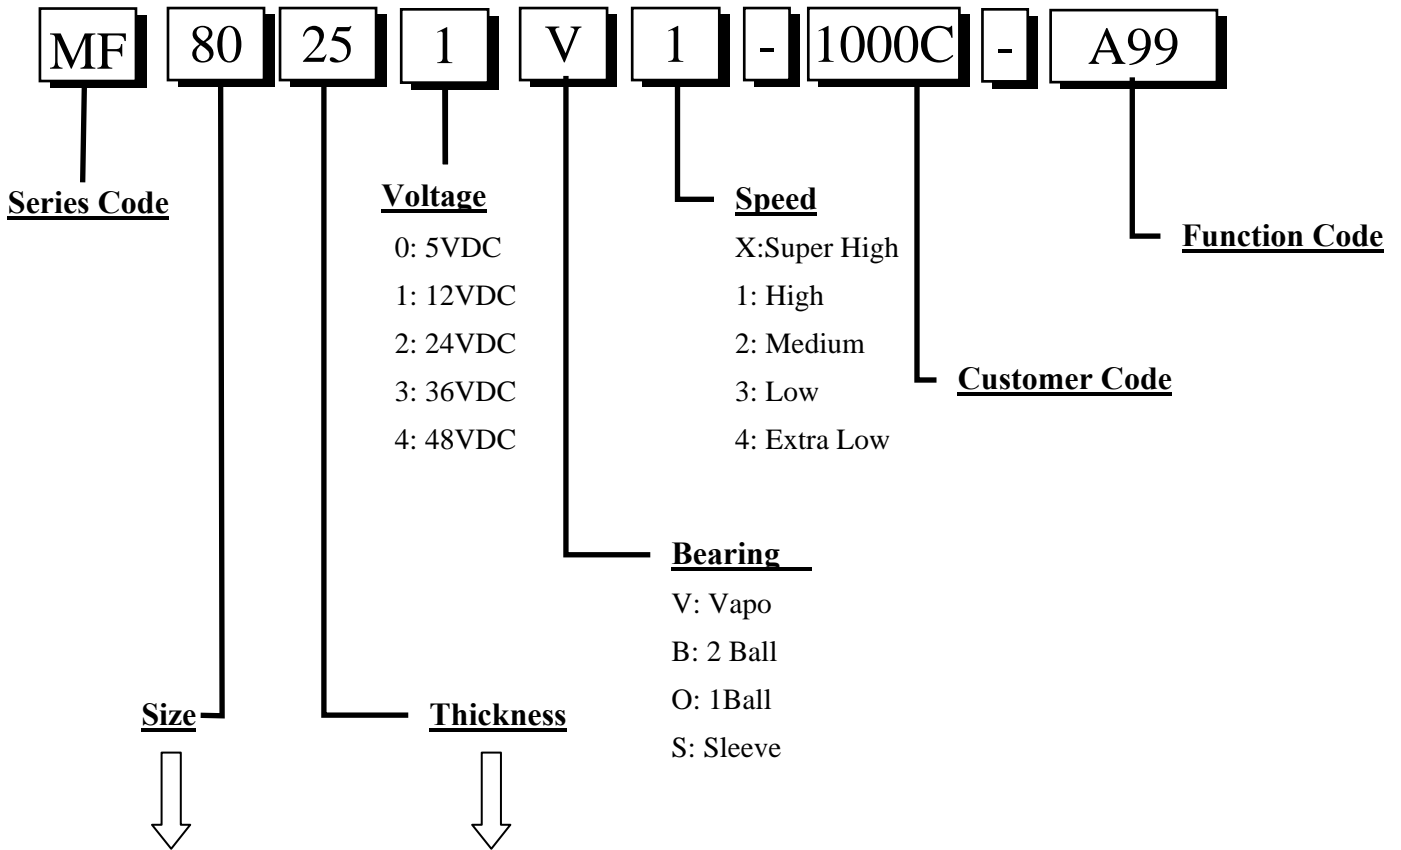 MF 80 25 1 V 1 - 1000C - A99
Series Code
Voltage
0: 5VDC
1: 12VDC
2: 24VDC
3: 36VDC
4: 48VDC
Speed
X:Super High
1: High
2: Medium
3: Low
4: Extra Low
Function Code
Customer Code
Bearing
V: Vapo
B: 2 Ball
O: 1Ball
S: Sleeve
Size
Thickness